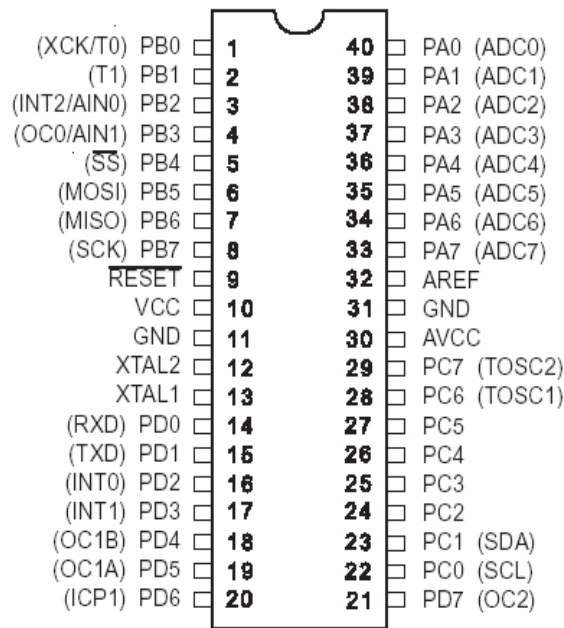 (XCK/T0) PB0 1 40 PA0 (ADC0)
(T1) PB1 2 39 PA1 (ADC1)
(INT2/AIN0) PB2 3 38 PA2 (ADC2)
(OC0/AIN1) PB3 4 37 PA3 (ADC3)
(S̅S̅) PB4 5 36 PA4 (ADC4)
(MOSI) PB5 6 35 PA5 (ADC5)
(MISO) PB6 7 34 PA6 (ADC6)
(SCK) PB7 8 33 PA7 (ADC7)
R̅E̅S̅E̅T̅ 9 32 AREF
VCC 10 31 GND
GND 11 30 AVCC
XTAL2 12 29 PC7 (TOSC2)
XTAL1 13 28 PC6 (TOSC1)
(RXD) PD0 14 27 PC5
(TXD) PD1 15 26 PC4
(INT0) PD2 16 25 PC3
(INT1) PD3 17 24 PC2
(OC1B) PD4 18 23 PC1 (SDA)
(OC1A) PD5 19 22 PC0 (SCL)
(ICP1) PD6 20 21 PD7 (OC2)